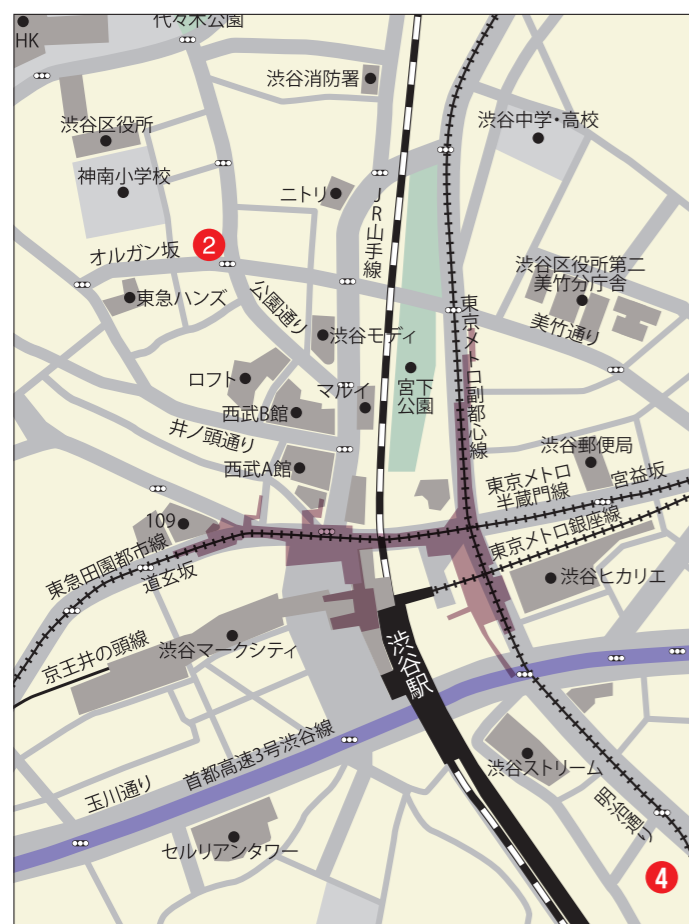 代々木公園
HK
渋谷消防署
渋谷区役所
渋谷中学・高校
神南小学校
ニトリ
JR山手線
オルガン坂
2
渋谷区役所第二
美竹分庁舎
東急ハンズ
公園通り
東京メトロ副都心線
美竹通り
渋谷モディ
ロフト
マルイ
宮下
公園
西武B館
井ノ頭通り
西武A館
渋谷郵便局
東京メトロ
半蔵門線
宮益坂
109
東京メトロ銀座線
東急田園都市線
道玄坂
渋谷ヒカリエ
京王井の頭線
渋谷マークシティ
渋谷駅
首都高速3号渋谷線
渋谷ストリーム
玉川通り
明治通り
セルリアンタワー
4